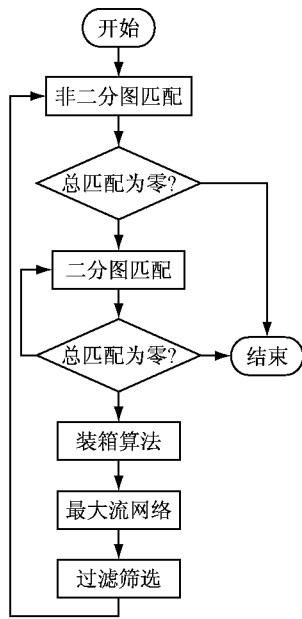 开始
非二分图匹配
总匹配为零?
二分图匹配
总匹配为零?
结束
装箱算法
最大流网络
过滤筛选